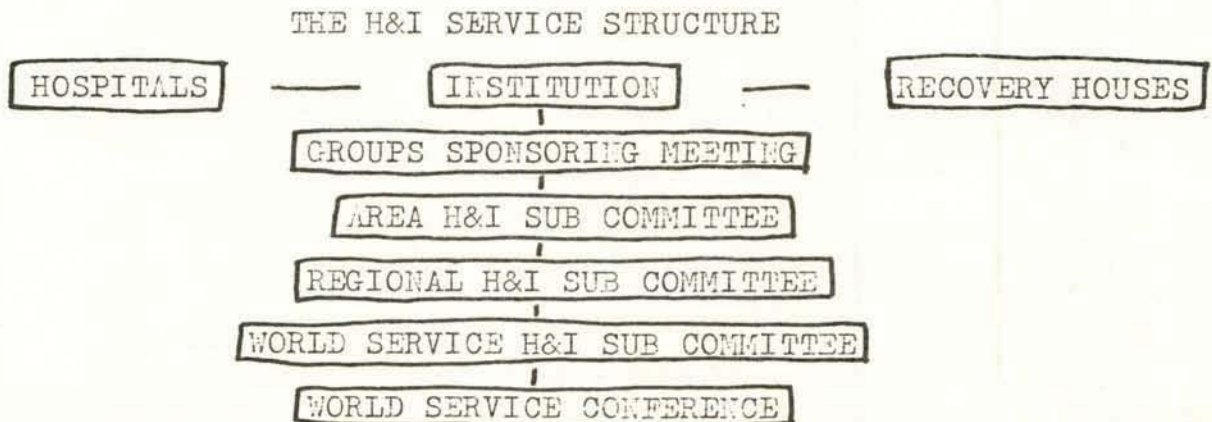 THE H&I SERVICE STRUCTURE
HOSPITALS — INSTITUTION — RECOVERY HOUSES
GROUPS SPONSORING MEETING
AREA H&I SUB COMMITTEE
REGIONAL H&I SUB COMMITTEE
WORLD SERVICE H&I SUB COMMITTEE
WORLD SERVICE CONFERENCE